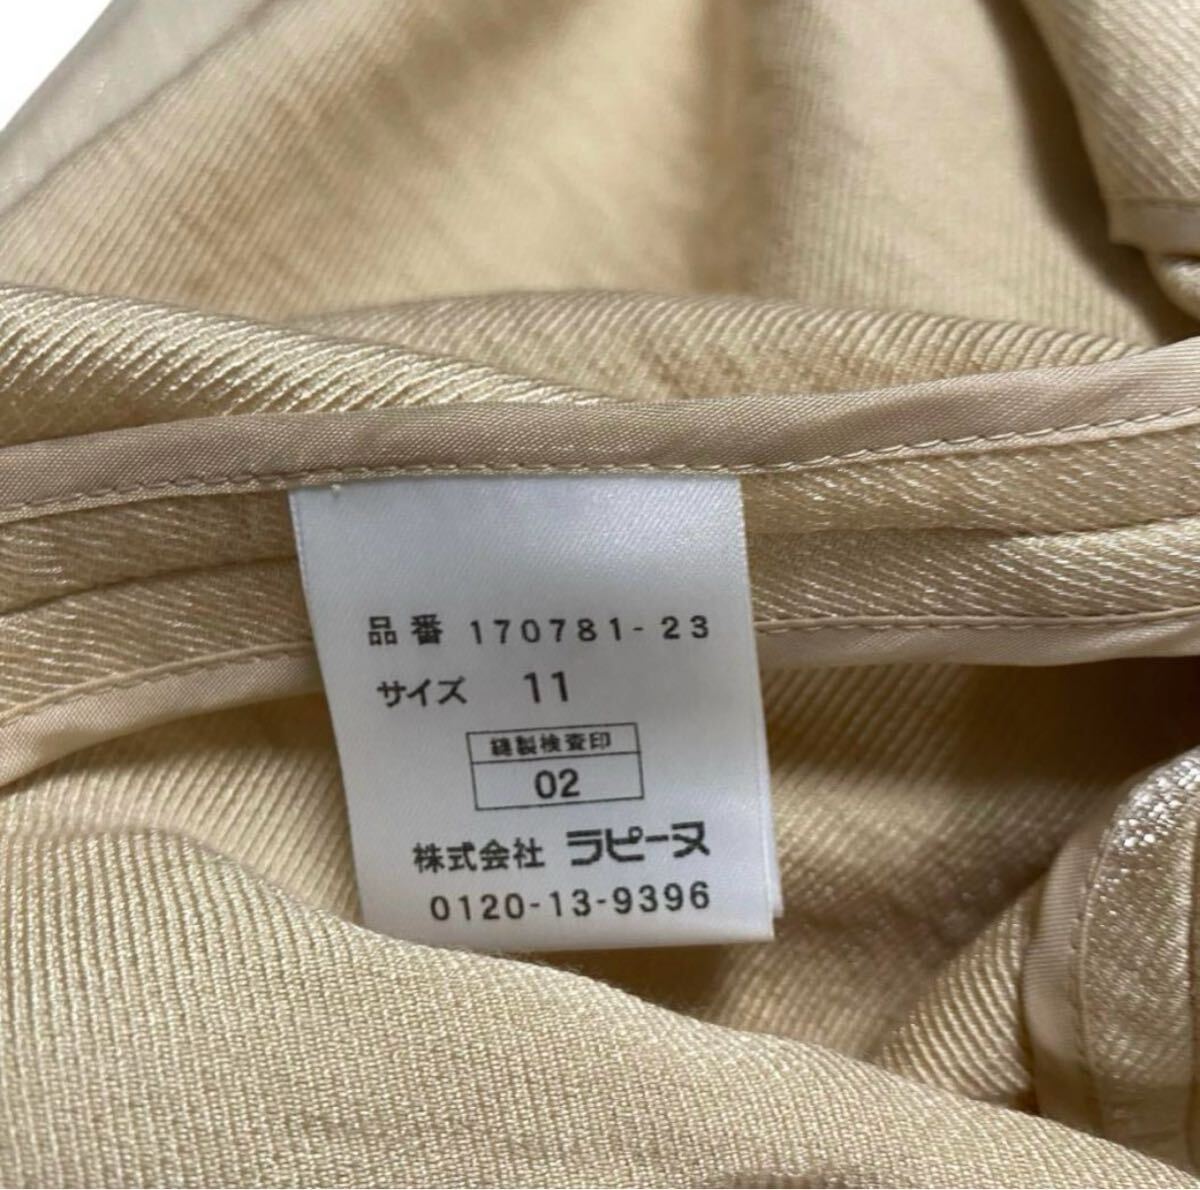 品番 170781-23
サイズ 11
縫製検査印
02
株式会社 ラピーヌ
0120-13-9396